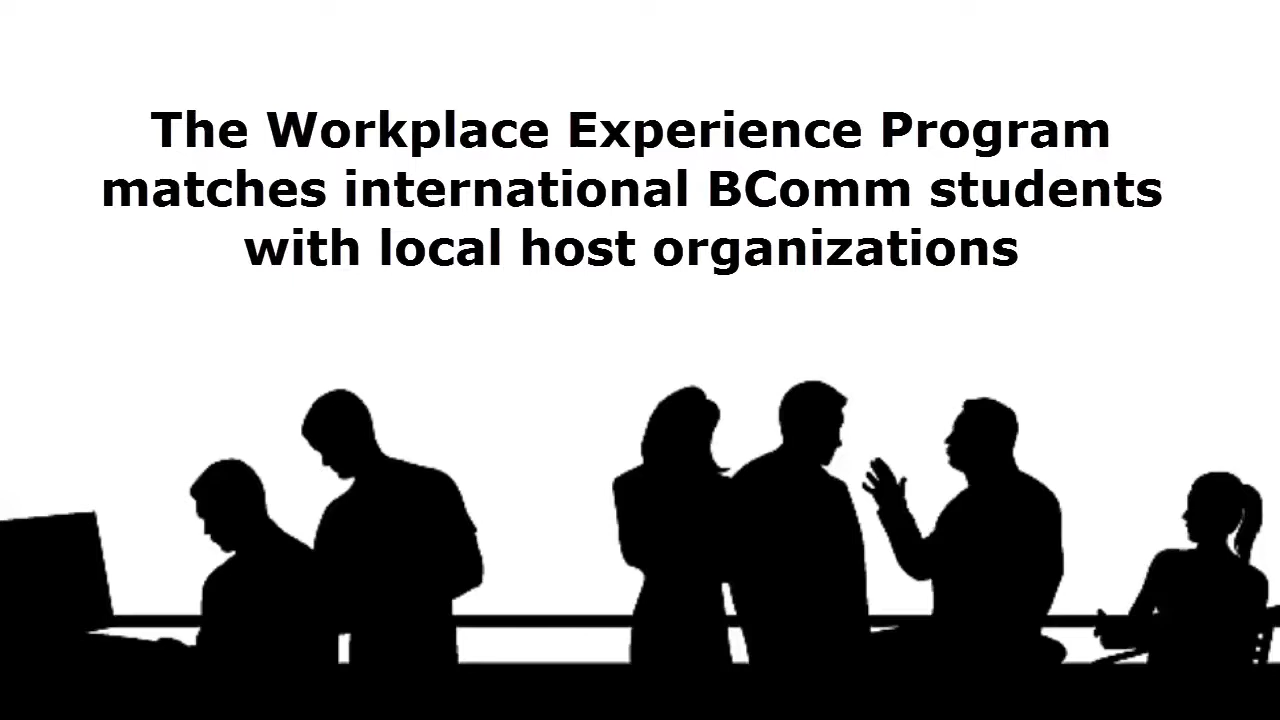 The Workplace Experience Program
matches international BComm students
with local host organizations